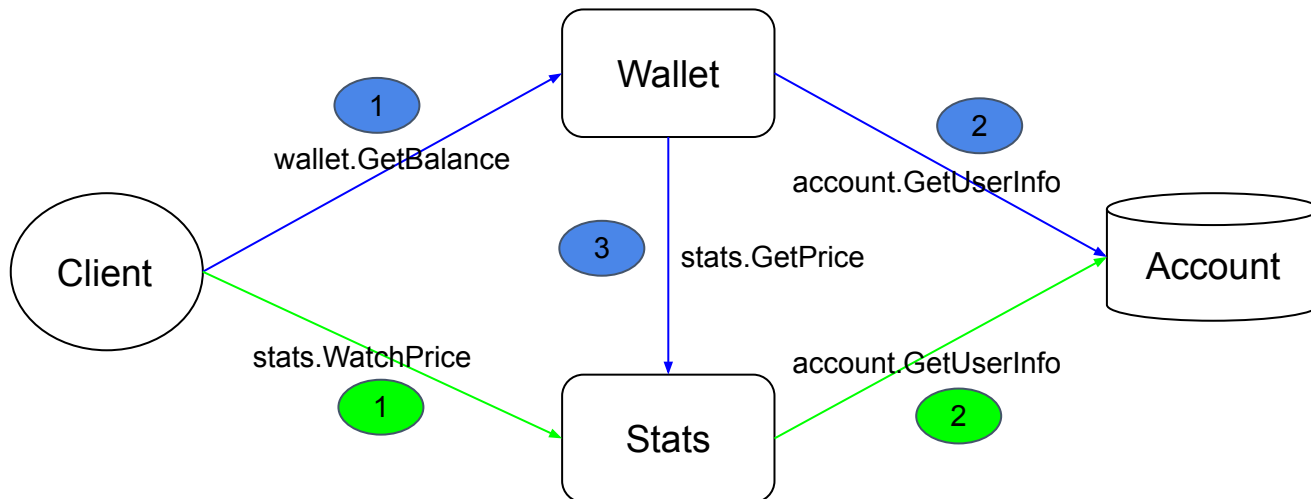 Wallet
1
2
wallet.GetBalance
account.GetUserInfo
3
stats.GetPrice
Client
Account
stats.WatchPrice
account.GetUserInfo
1
2
Stats